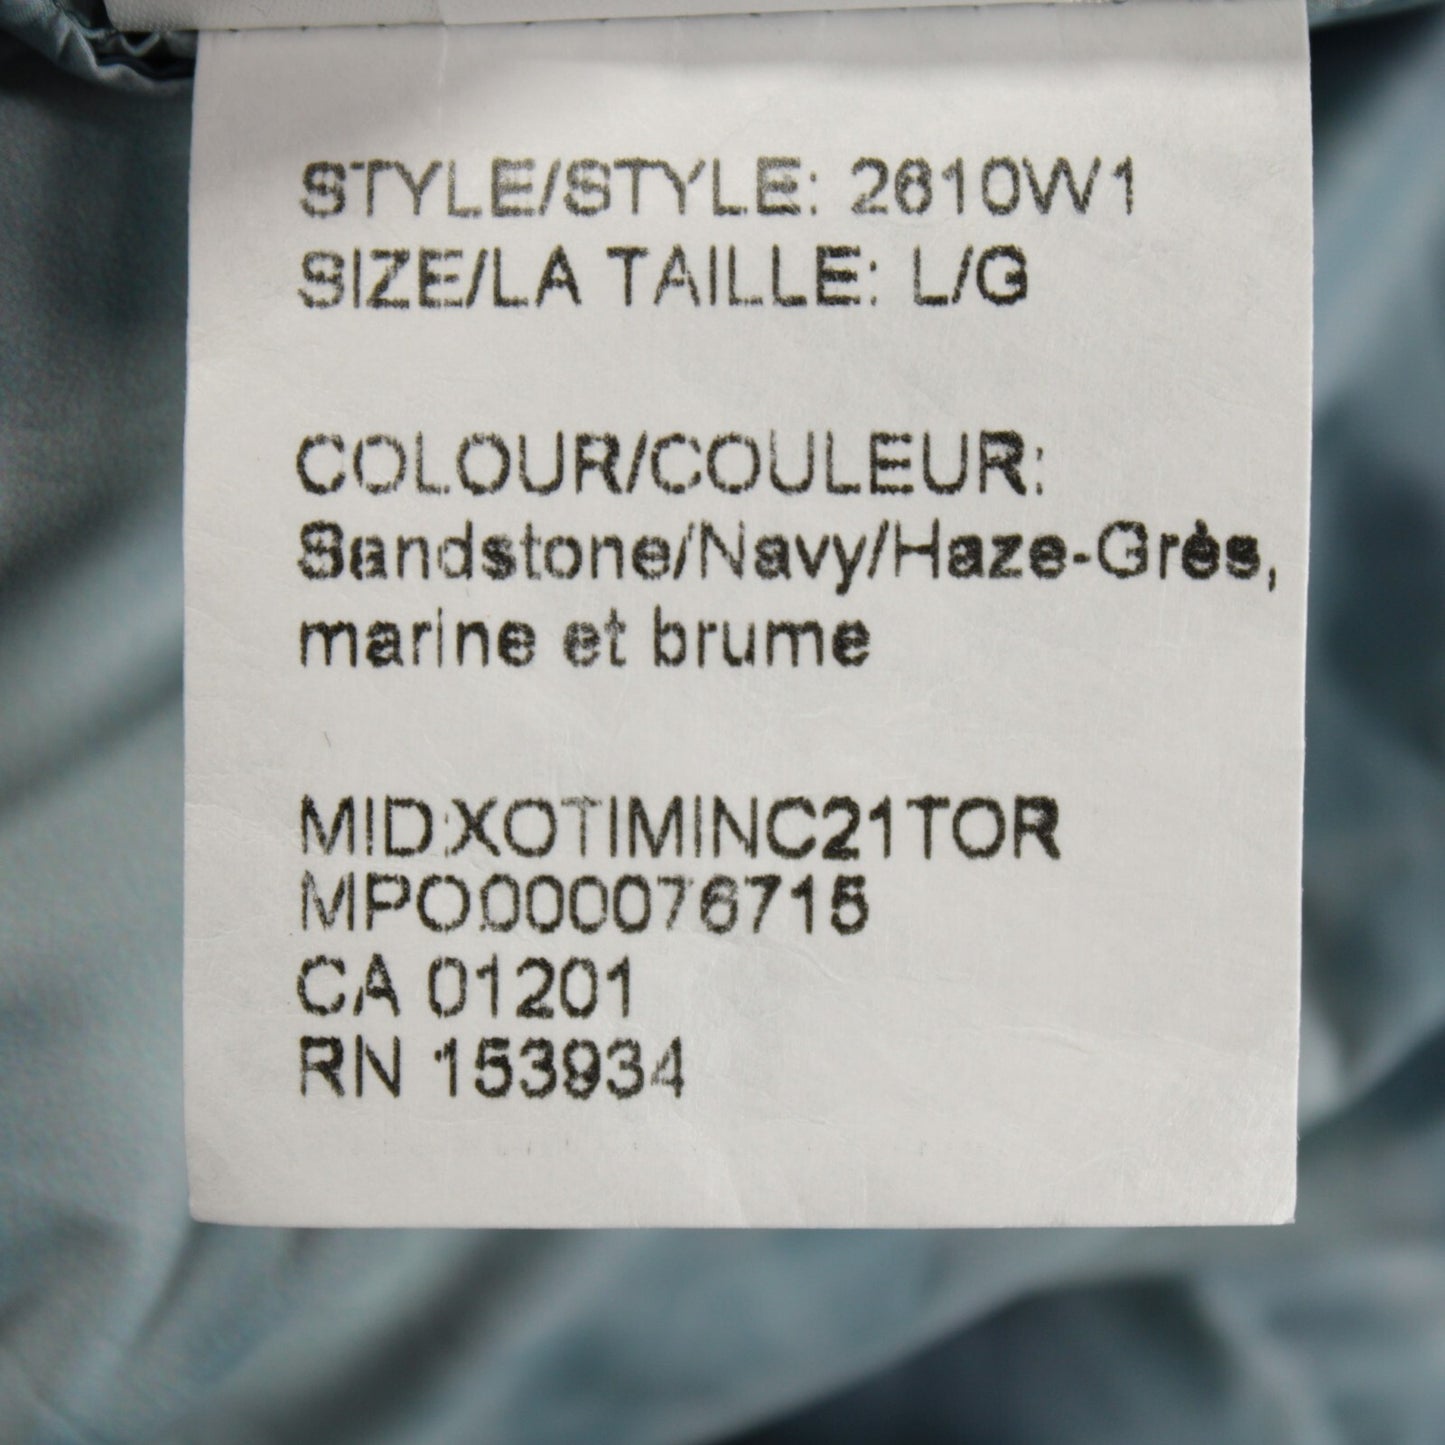 STYLE/STYLE: 2610W1
SIZE/LA TAILLE: L/G
COLOUR/COULEUR:
Sandstone/Navy/Haze-Grès,
marine et brume
MID:XOTIMINC21TOR
MPO000076715
CA 01201
RN 153934